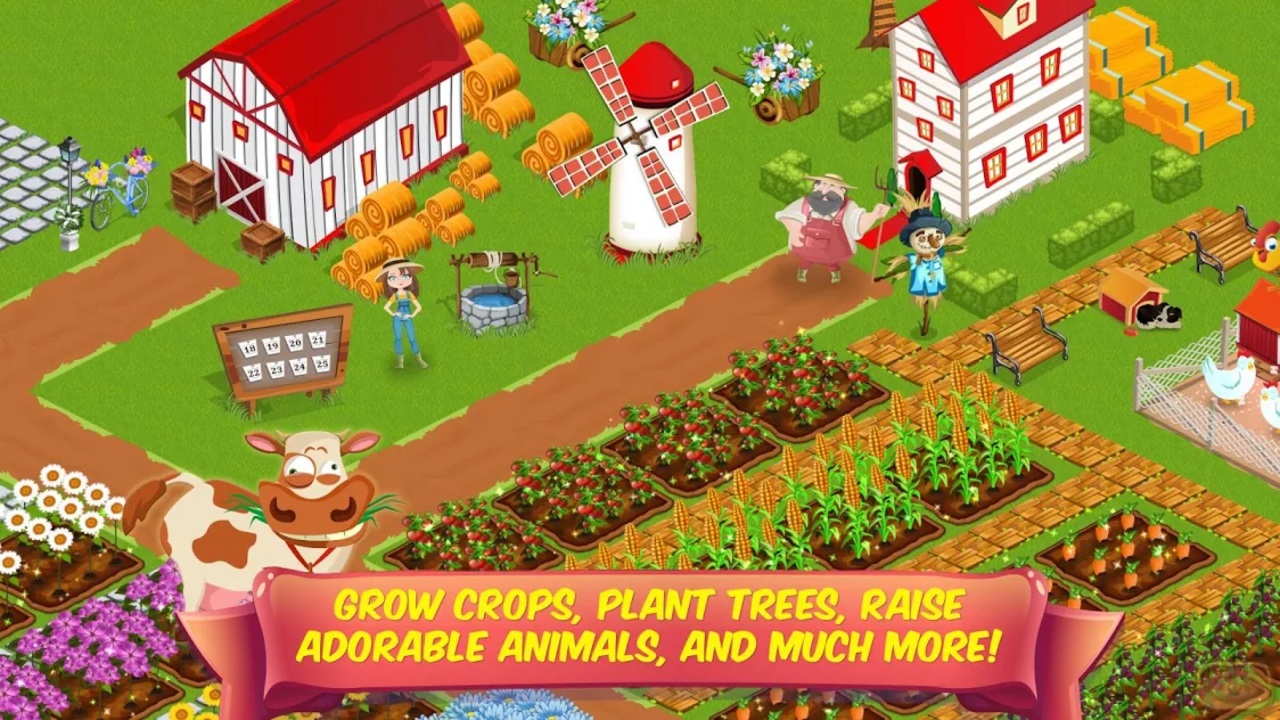 18 19 20 21
22 23 24 25
GROW CROPS, PLANT TREES, RAISE
ADORABLE ANIMALS, AND MUCH MORE!